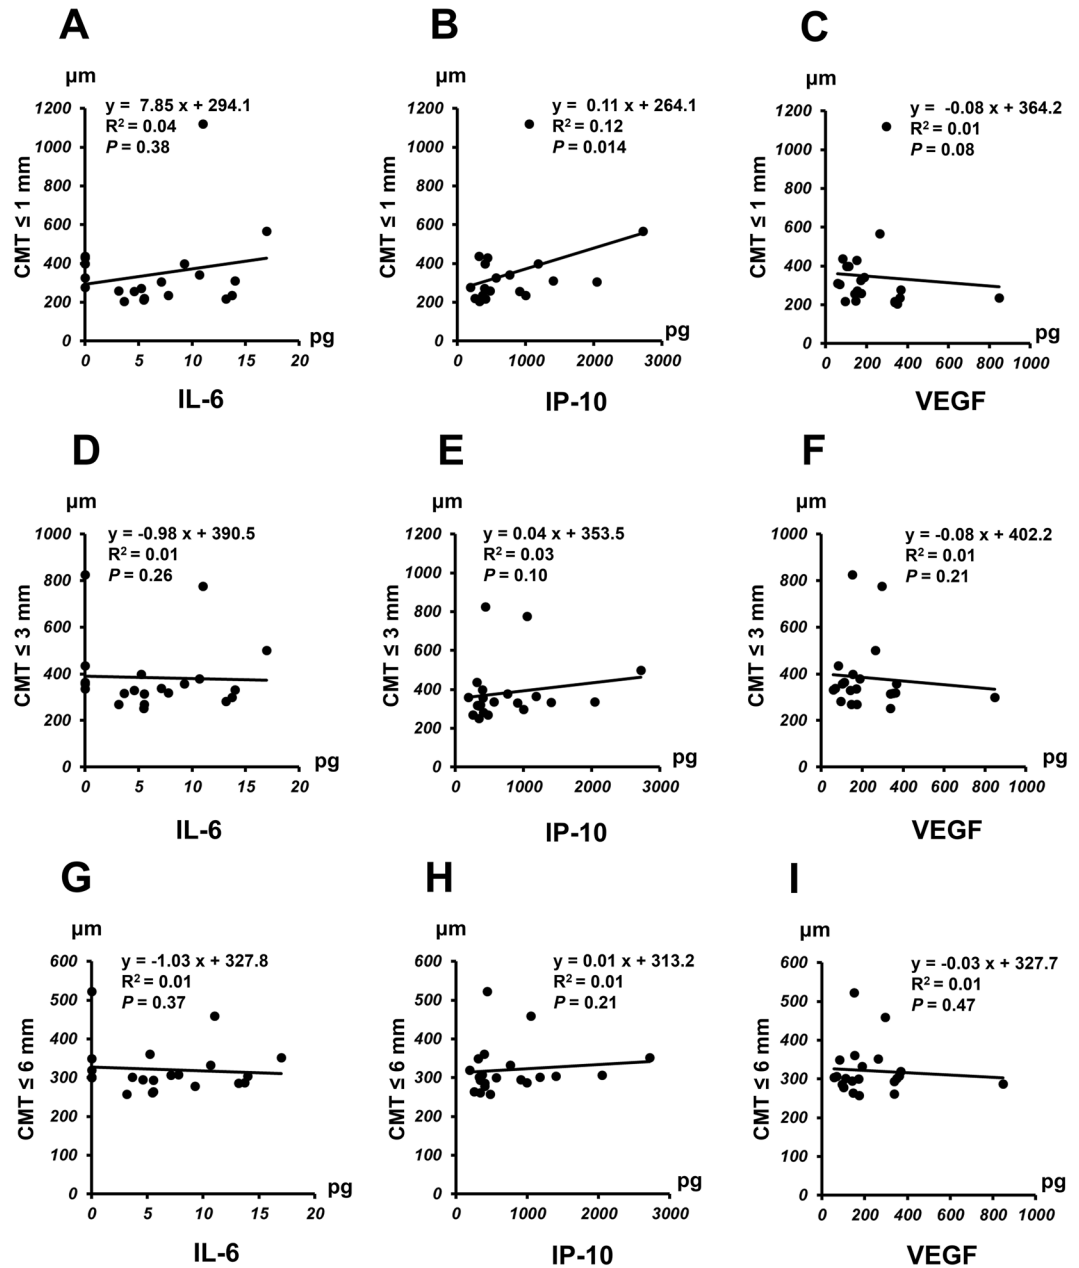 A
µm
y = 7.85 x + 294.1
R² = 0.04
P = 0.38
CMT ≤ 1 mm
1200
1000
800
600
400
200
0
0 5 10 15 20
pg
IL-6
B
y = 0.11 x + 264.1
R² = 0.12
P = 0.014
CMT ≤ 1 mm
1200
1000
800
600
400
200
0
0 1000 2000 3000
pg
IP-10
C
µm
y = -0.08 x + 364.2
R² = 0.01
P = 0.08
CMT ≤ 1 mm
1200
1000
800
600
400
200
0
0 200 400 600 800 1000
pg
VEGF
D
µm
y = -0.98 x + 390.5
R² = 0.01
P = 0.26
CMT ≤ 3 mm
1000
800
600
400
200
0
0 5 10 15 20
pg
IL-6
E
µm
y = 0.04 x + 353.5
R² = 0.03
P = 0.10
CMT ≤ 3 mm
1200
1000
800
600
400
200
0
0 1000 2000 3000
pg
IP-10
F
µm
y = -0.08 x + 402.2
R² = 0.01
P = 0.21
CMT ≤ 3 mm
1000
800
600
400
200
0
0 200 400 600 800 1000
pg
VEGF
G
µm
y = -1.03 x + 327.8
R² = 0.01
P = 0.37
CMT ≤ 6 mm
600
500
400
300
200
100
0
0 5 10 15 20
pg
IL-6
H
µm
y = 0.01 x + 313.2
R² = 0.01
P = 0.21
CMT ≤ 6 mm
600
500
400
300
200
100
0
0 1000 2000 3000
pg
IP-10
I
µm
y = -0.03 x + 327.7
R² = 0.01
P = 0.47
CMT ≤ 6 mm
600
500
400
300
200
100
0
0 200 400 600 800 1000
pg
VEGF